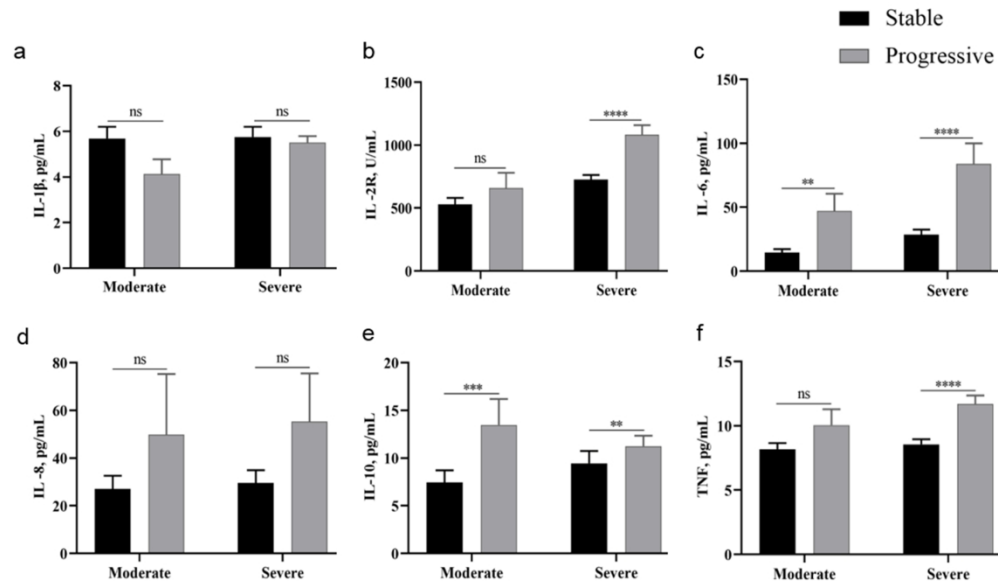 Stable
Progressive
a
IL-1β, pg/mL
8
6
4
2
0
ns
ns
Moderate
Severe
b
IL -2R, U/mL
1500
1000
500
0
ns
****
Moderate
Severe
c
IL -6, pg/mL
150
100
50
0
**
****
Moderate
Severe
d
IL -8, pg/mL
80
60
40
20
0
ns
ns
Moderate
Severe
e
IL-10, pg/mL
20
15
10
5
0
***
**
Moderate
Severe
f
TNF, pg/mL
15
10
5
0
ns
****
Moderate
Severe